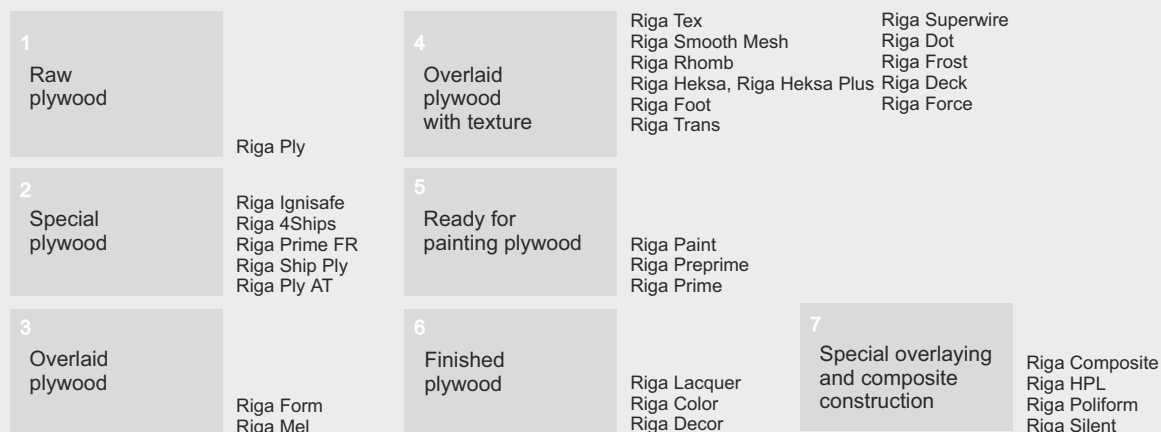 1
Raw
plywood
Riga Ply
2
Special
plywood
Riga Ignisafe
Riga 4Ships
Riga Prime FR
Riga Ship Ply
Riga Ply AT
3
Overlaid
plywood
Riga Form
Riga Mel
4
Overlaid
plywood
with texture
Riga Tex
Riga Smooth Mesh
Riga Rhomb
Riga Heksa, Riga Heksa Plus
Riga Foot
Riga Trans
Riga Superwire
Riga Dot
Riga Frost
Riga Deck
Riga Force
5
Ready for
painting plywood
Riga Paint
Riga Preprime
Riga Prime
6
Finished
plywood
Riga Lacquer
Riga Color
Riga Decor
7
Special overlaying
and composite
construction
Riga Composite
Riga HPL
Riga Poliform
Riga Silent